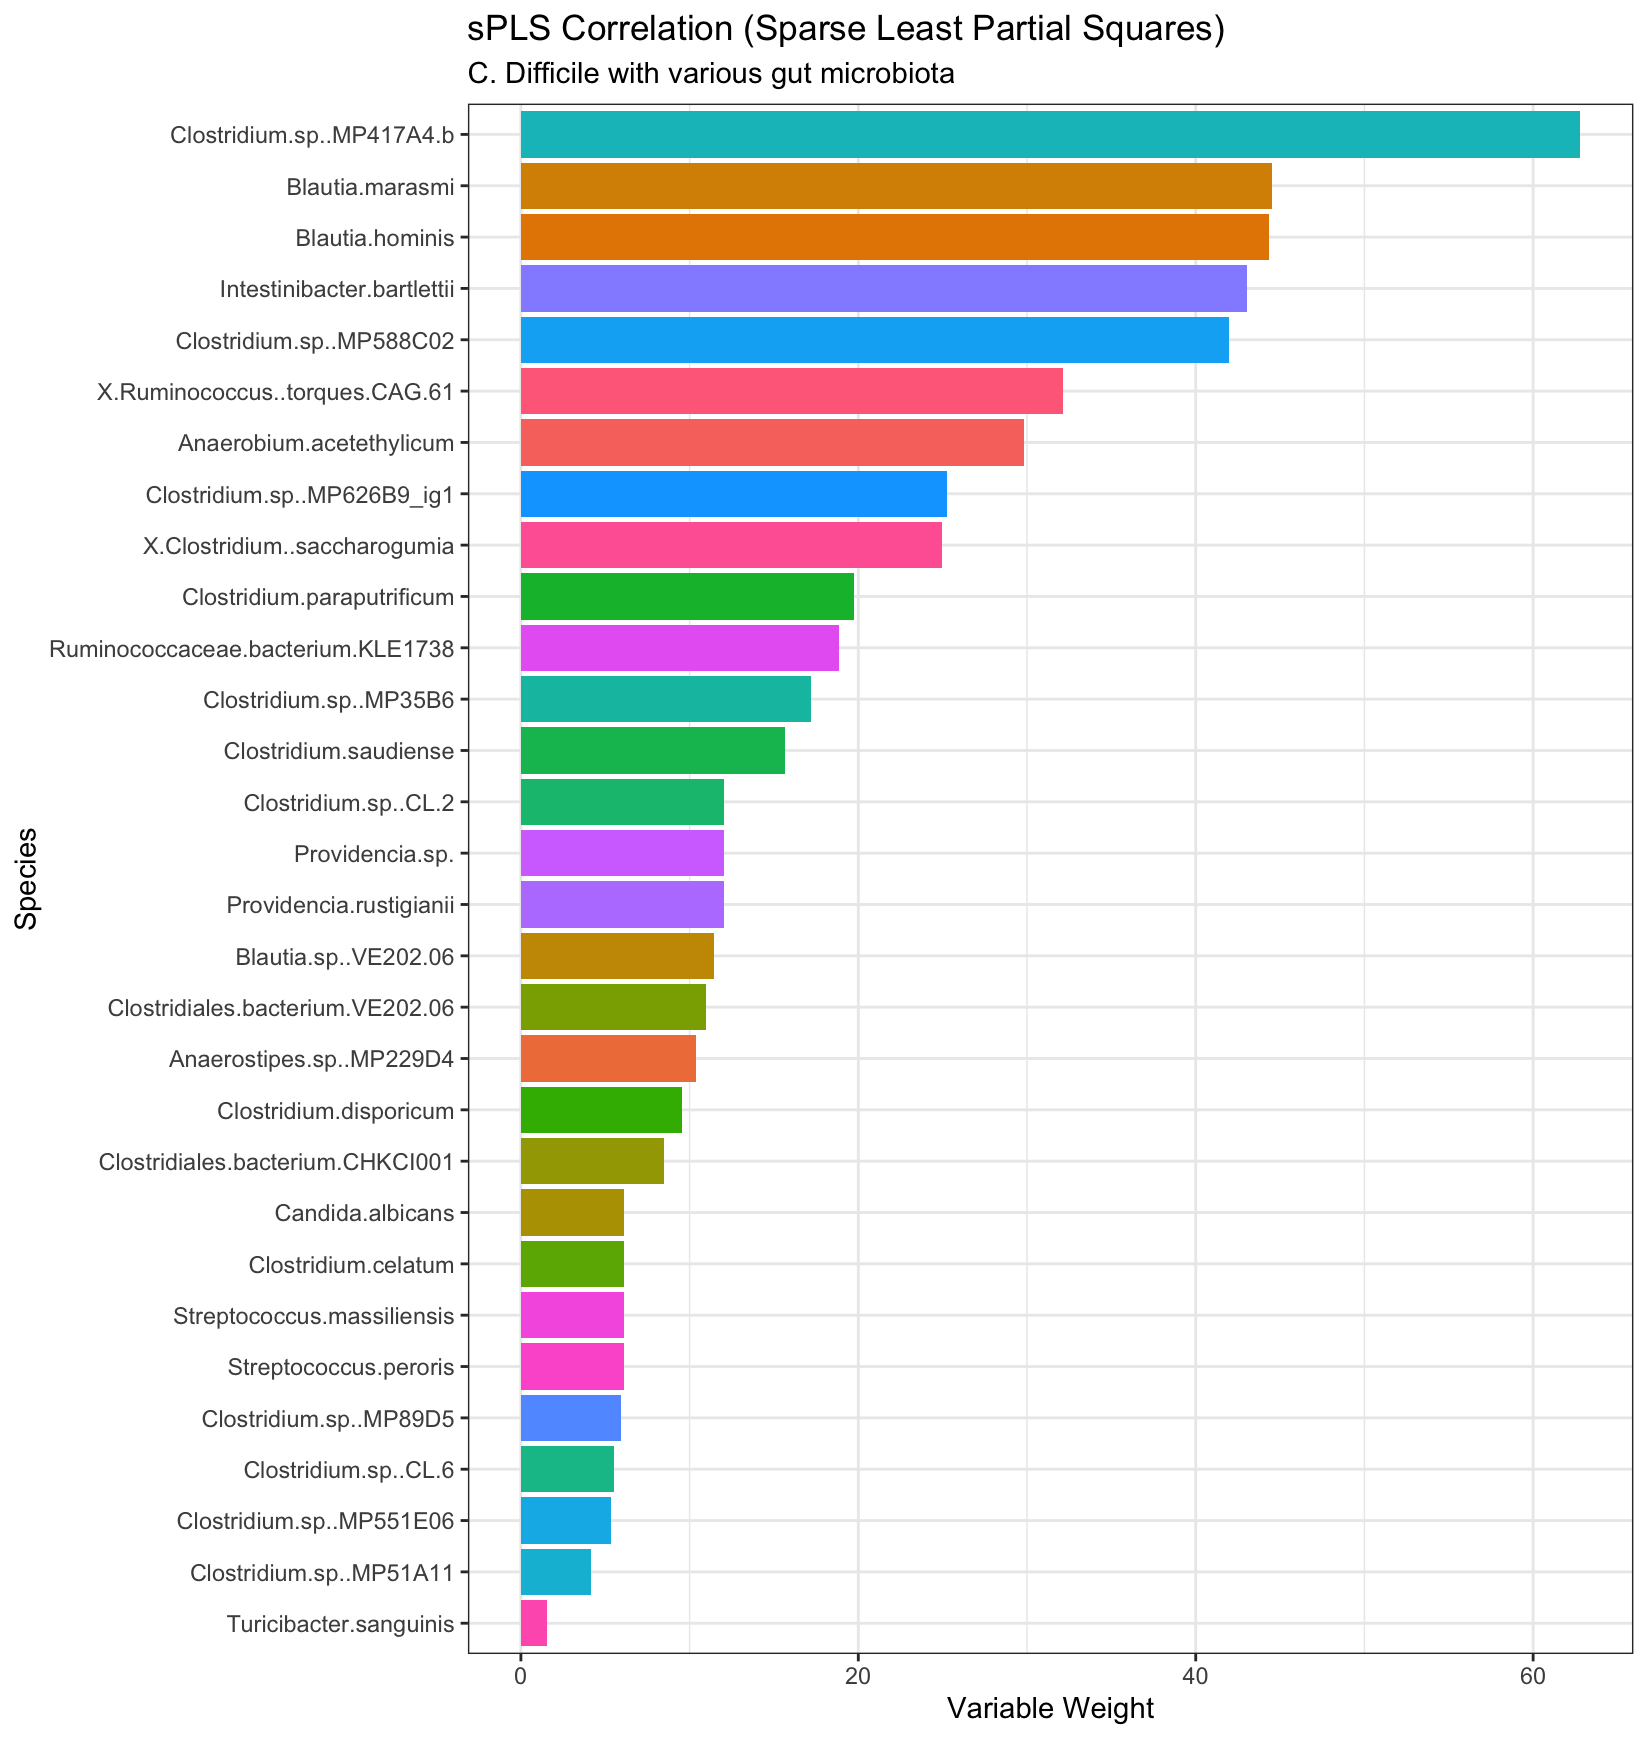 sPLS Correlation (Sparse Least Partial Squares)
C. Difficile with various gut microbiota
Clostridium.sp..MP417A4.b
Blautia.marasmi
Blautia.hominis
Intestinibacter.bartlettii
Clostridium.sp..MP588C02
X.Ruminococcus..torques.CAG.61
Anaerobium.acetethylicum
Clostridium.sp..MP626B9_ig1
X.Clostridium..saccharogumia
Clostridium.paraputrificum
Ruminococcaceae.bacterium.KLE1738
Clostridium.sp..MP35B6
Clostridium.saudiense
Clostridium.sp..CL.2
Providencia.sp.
Providencia.rustigianii
Blautia.sp..VE202.06
Clostridiales.bacterium.VE202.06
Anaerostipes.sp..MP229D4
Clostridium.disporicum
Clostridiales.bacterium.CHKCI001
Candida.albicans
Clostridium.celatum
Streptococcus.massiliensis
Streptococcus.peroris
Clostridium.sp..MP89D5
Clostridium.sp..CL.6
Clostridium.sp..MP551E06
Clostridium.sp..MP51A11
Turicibacter.sanguinis
Species
0 20 40 60
Variable Weight